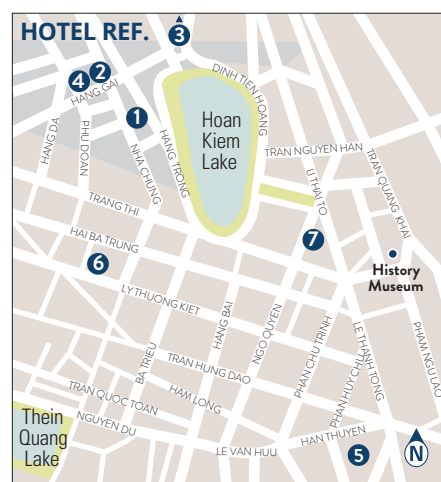 HOTEL REF.
3
DINH TIEN HOANG
2
4
HANG GAI
1
Hoan
Kiem
Lake
HANG DA
PHU DOAN
NHA CHUNG
HANG TRONG
TRAN NGUYEN HAN
LI THAI TO
TRAN QUANG KHAI
TRANG THI
HAI BA TRUNG
7
History
Museum
6
LY THUONG KIET
HANG BAI
NGO QUYEN
PHAN CHU TRINH
LE THANH TONG
PHAM NGU LAO
BA TRIEU
TRAN HUNG DAO
PHAN HUY CHU
TRAN QUOC TOAN
HAM LONG
Thein
Quang
Lake
NGUYEN DU
LE VAN HUU
HAN THUYEN
5
N